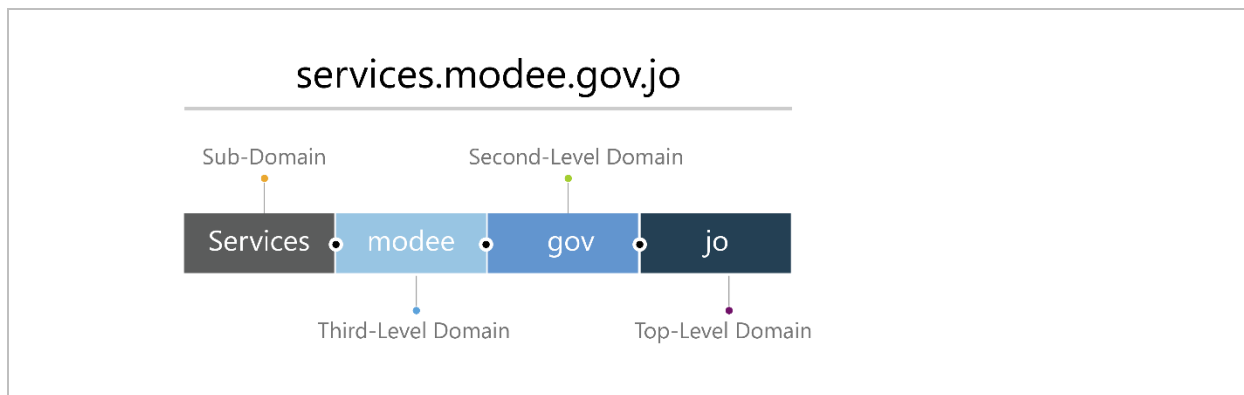 services.modee.gov.jo
Sub-Domain Second-Level Domain
Services modee gov jo
Third-Level Domain Top-Level Domain